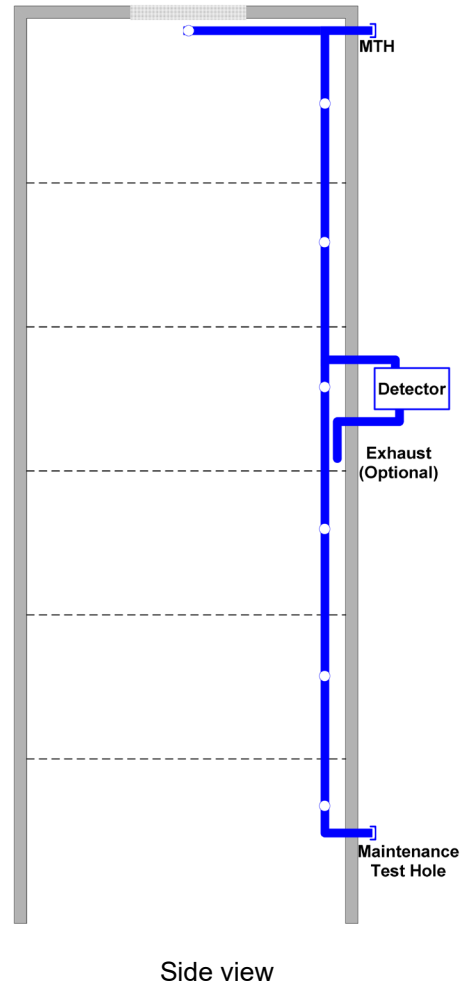 MTH
Detector
Exhaust
(Optional)
Maintenance
Test Hole
Side view